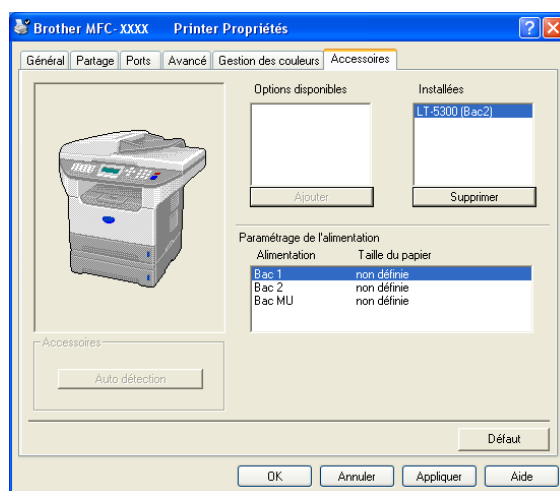 Brother MFC-XXXX Printer Propriétés
Général Partage Ports Avancé Gestion des couleurs Accessoires
Options disponibles Installées
LT-5300 (Bac2)
Ajouter Supprimer
Paramétrage de l'alimentation
Alimentation Taille du papier
Bac 1 non définie
Bac 2 non définie
Bac MU non définie
Accessoires
Auto détection
Défaut
OK Annuler Appliquer Aide